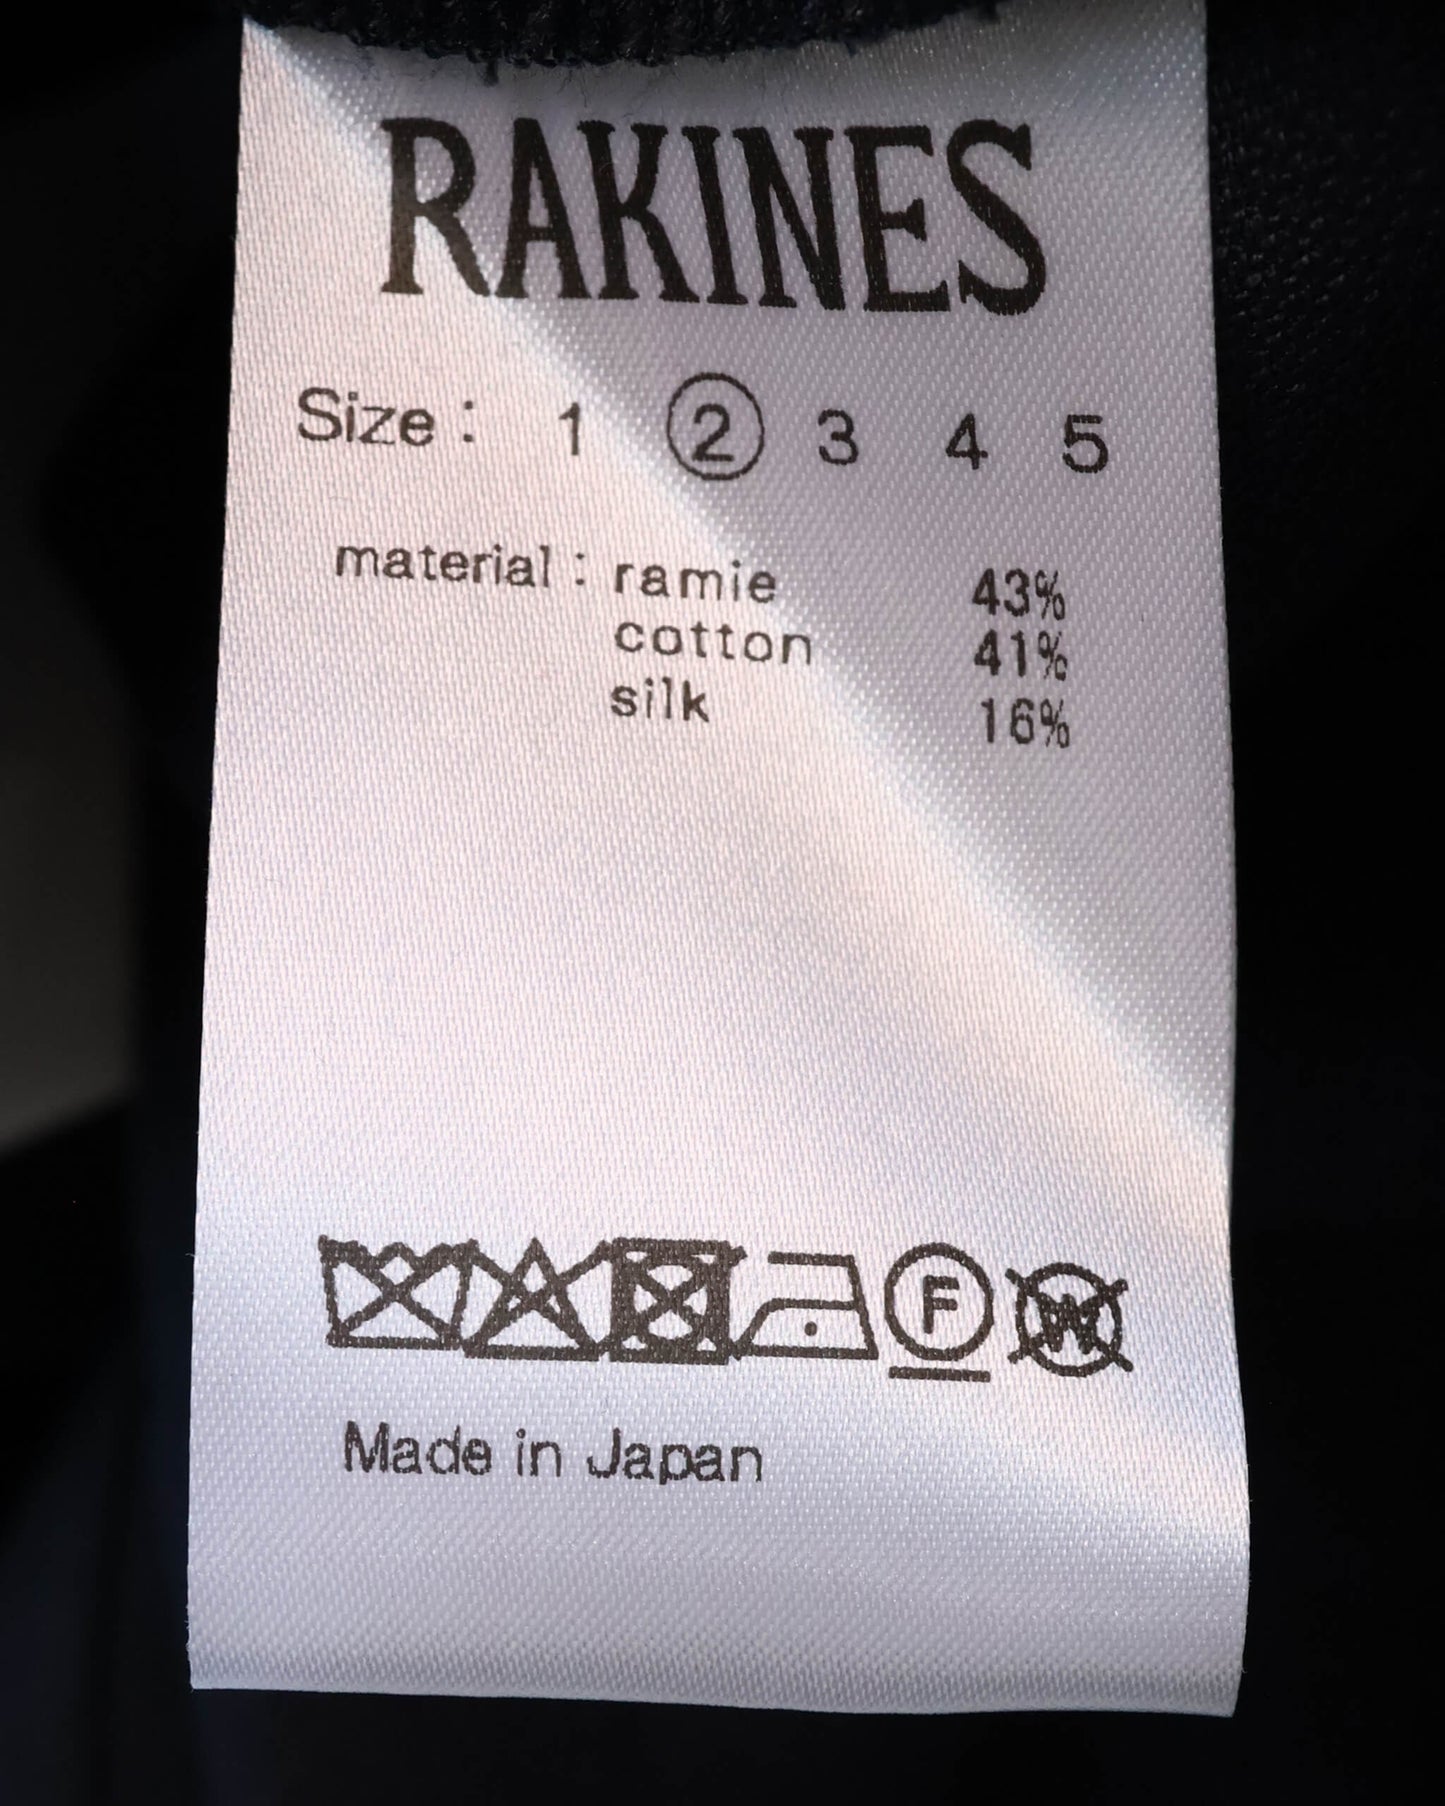 RAKINES
Size : 1 2 3 4 5
material : ramie 43%
cotton 41%
silk 16%
F W
Made in Japan